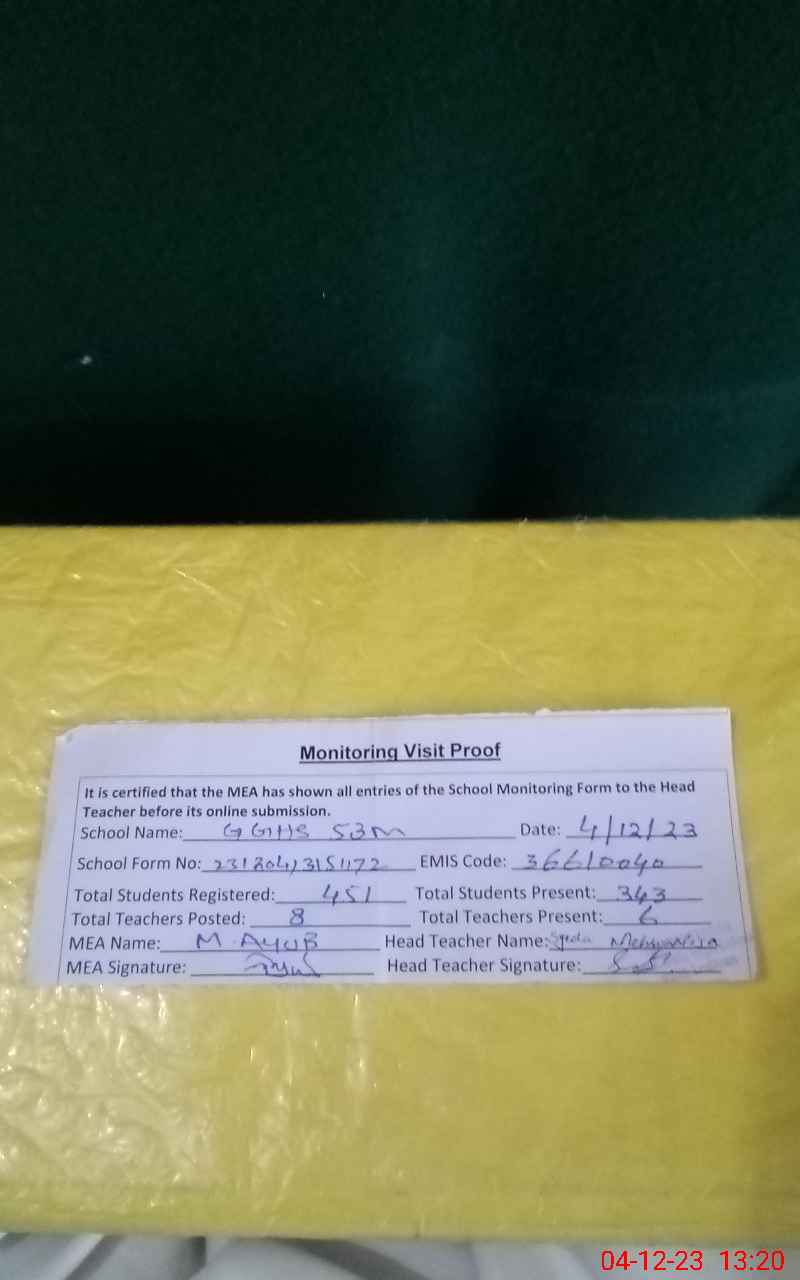 Monitoring Visit Proof
It is certified that the MEA has shown all entries of the School Monitoring Form to the Head
Teacher before its online submission.
School Name: GGHS 53M Date: 4/12/23
School Form No: EMIS Code: 36610040
Total Students Registered: 451 Total Students Present: 343
Total Teachers Posted: 8 Total Teachers Present: 6
MEA Name: M AYUB Head Teacher Name: Syeda
MEA Signature: Head Teacher Signature:
04-12-23 13:20